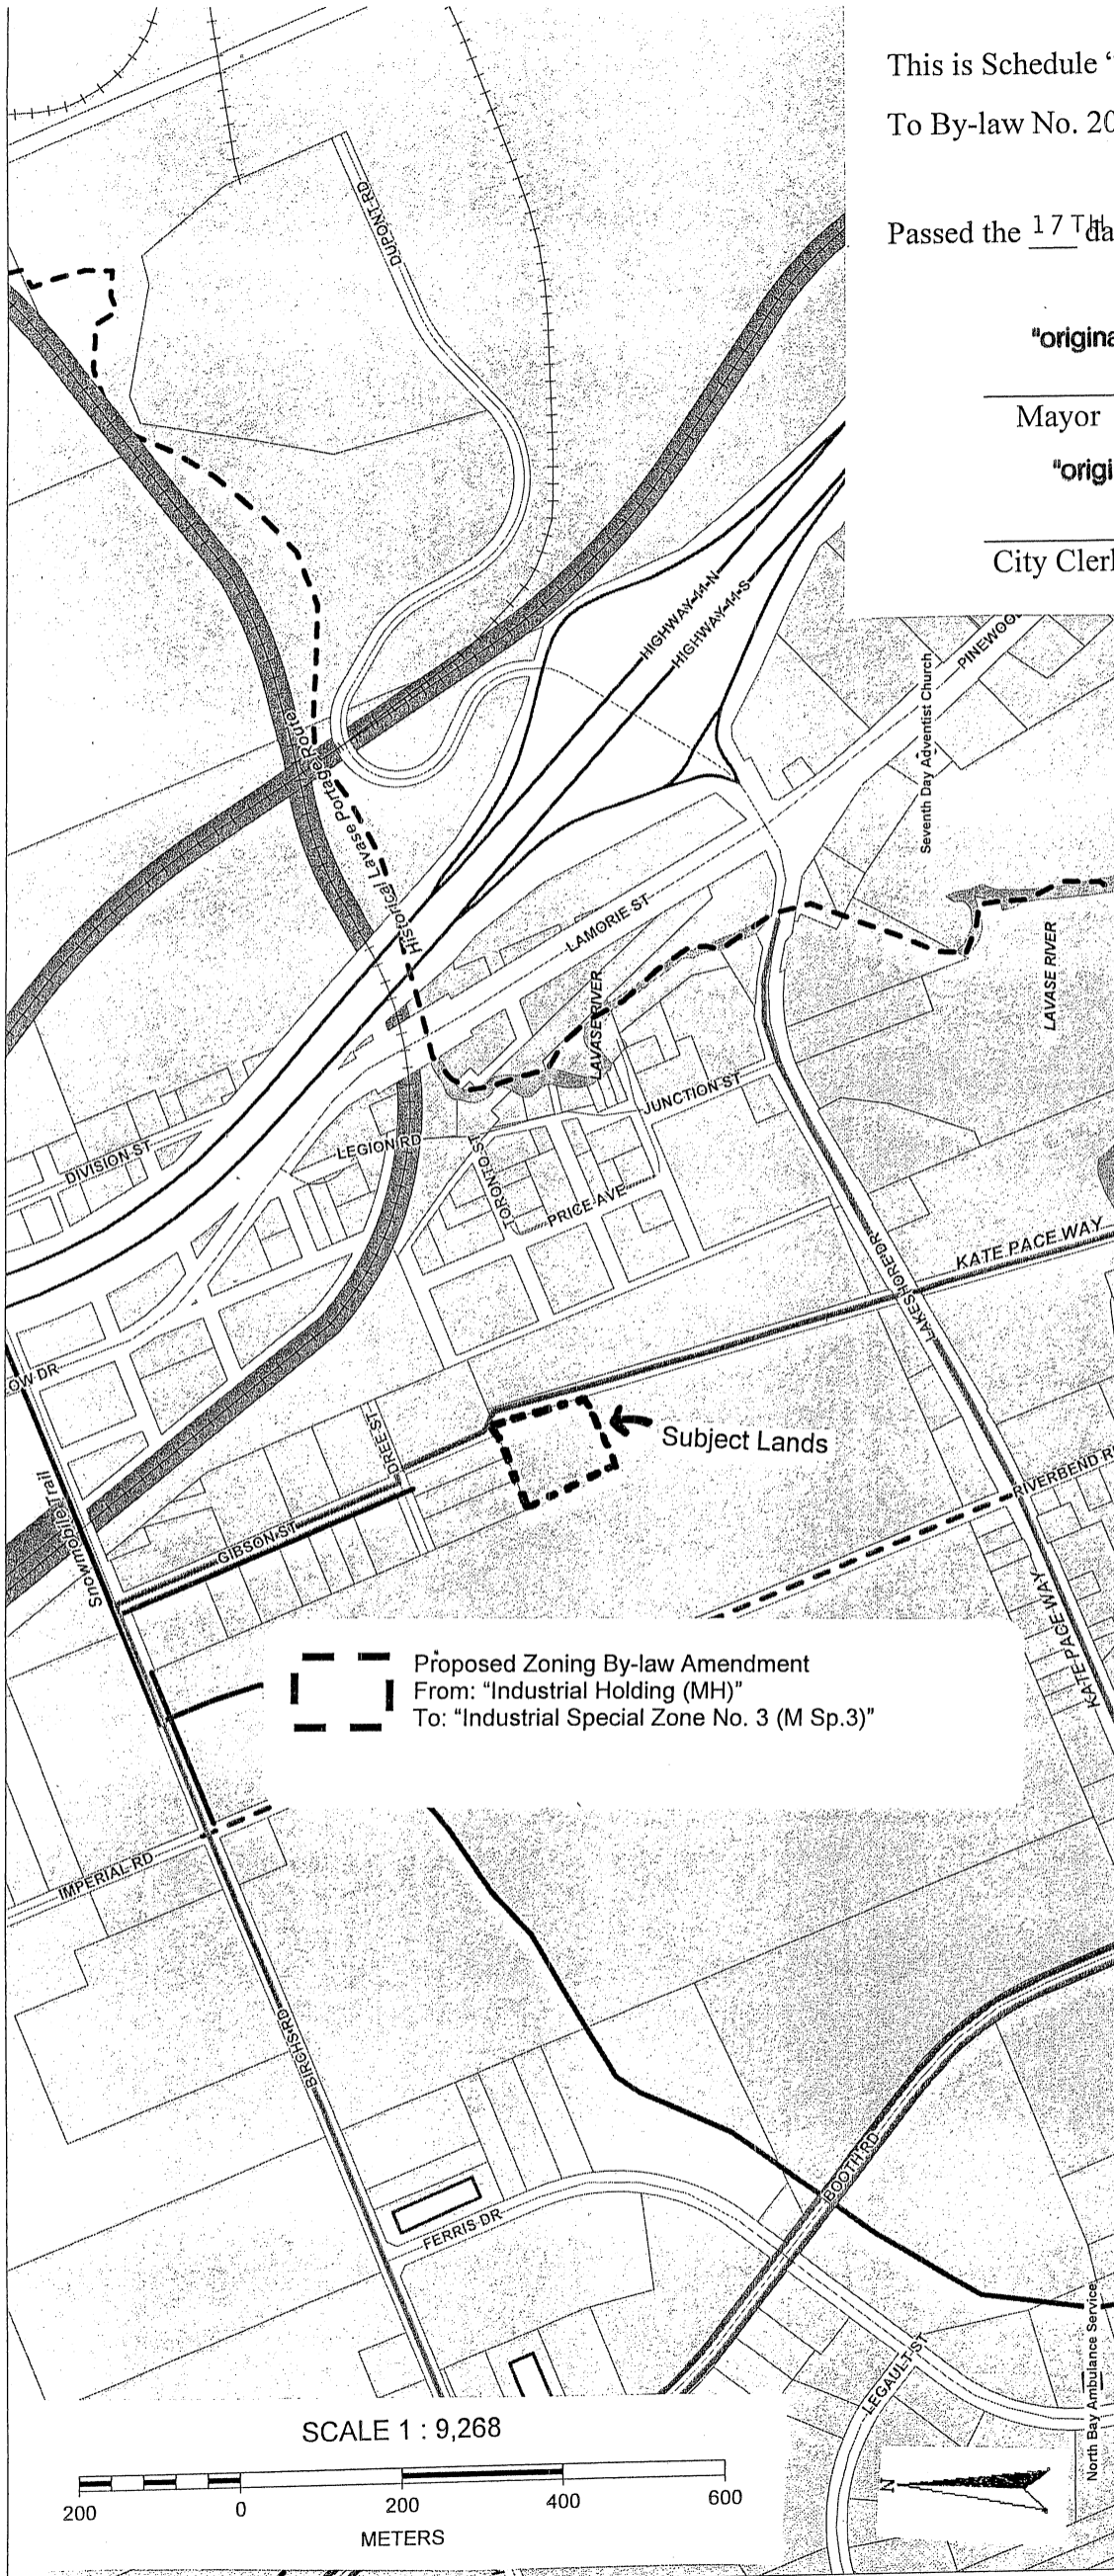 This is Schedule “
To By-law No. 20
Passed the 17TH da
"origina
Mayor
"origi
City Clerk
DUPONT RD
HIGHWAY 11 N
HIGHWAY 11 S
PINEWOOD
Seventh Day Adventist Church
Historical Lavase Portage Route
LAMORIE ST
LAVASE RIVER
LAVASE RIVER
JUNCTION ST
DIVISION ST
LEGION RD
TORONTO ST
PRICE AVE
KATE PACE WAY
LAKESHORE DR
OW DR
DREE ST
Subject Lands
Snowmobile Trail
GIBSON ST
RIVERBEND R
KATE PACE WAY
Proposed Zoning By-law Amendment
From: “Industrial Holding (MH)”
To: “Industrial Special Zone No. 3 (M Sp.3)”
IMPERIAL RD
BIRCHS RD
BOOTH RD
FERRIS DR
LEGAULT ST
North Bay Ambulance Service
SCALE 1 : 9,268
200 0 200 400 600
METERS
N